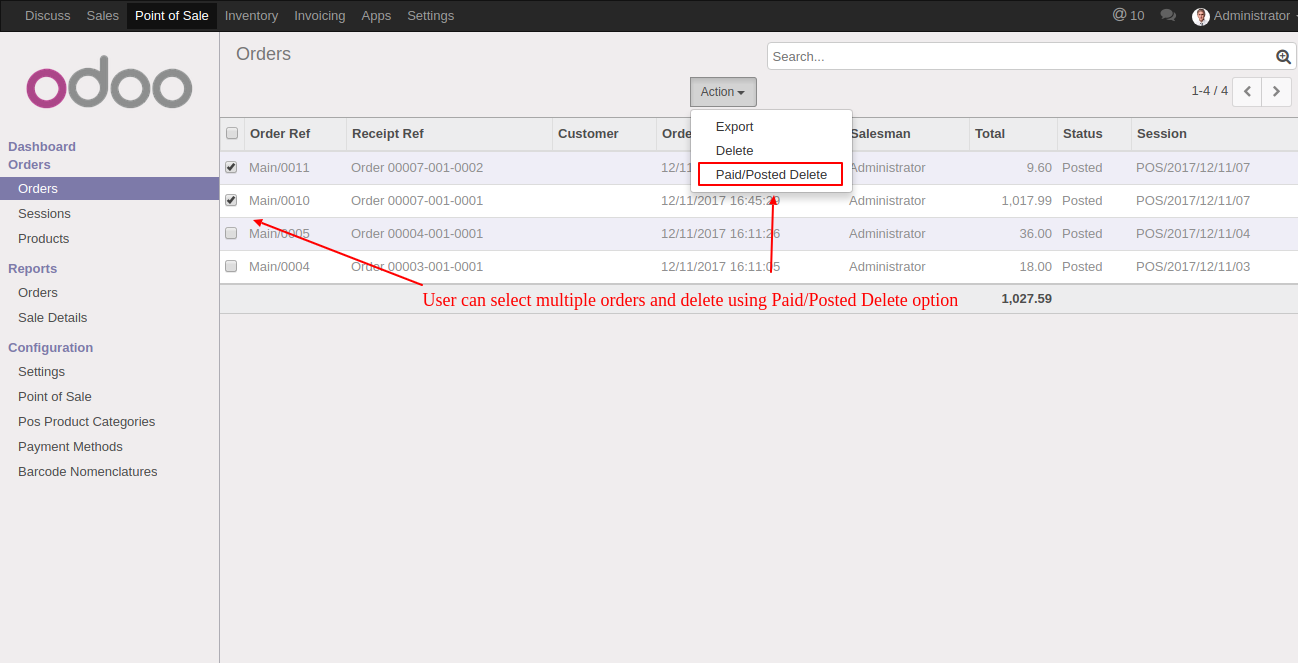 Discuss Sales Point of Sale Inventory Invoicing Apps Settings @ 10 Administrator
odoo
Orders
Search...
Action
1-4 / 4
Dashboard
Orders
Orders
Sessions
Products
Reports
Orders
Sale Details
Configuration
Settings
Point of Sale
Pos Product Categories
Payment Methods
Barcode Nomenclatures
Export
Delete
Paid/Posted Delete
Order Ref Receipt Ref Customer Orde Salesman Total Status Session
Main/0011 Order 00007-001-0002 12/11 Administrator 9.60 Posted POS/2017/12/11/07
Main/0010 Order 00007-001-0001 12/11/2017 16:45:29 Administrator 1,017.99 Posted POS/2017/12/11/07
Main/0005 Order 00004-001-0001 12/11/2017 16:11:26 Administrator 36.00 Posted POS/2017/12/11/04
Main/0004 Order 00003-001-0001 12/11/2017 16:11:05 Administrator 18.00 Posted POS/2017/12/11/03
User can select multiple orders and delete using Paid/Posted Delete option 1,027.59